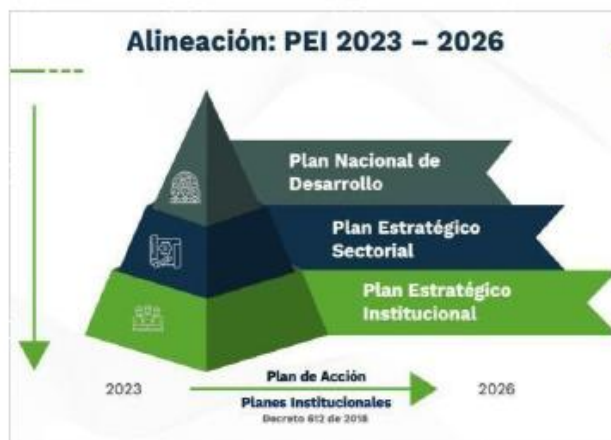 Alineación: PEI 2023 – 2026
Plan Nacional de
Desarrollo
Plan Estratégico
Sectorial
Plan Estratégico
Institucional
2023
Plan de Acción
2026
Planes Institucionales
Decreto 612 de 2018